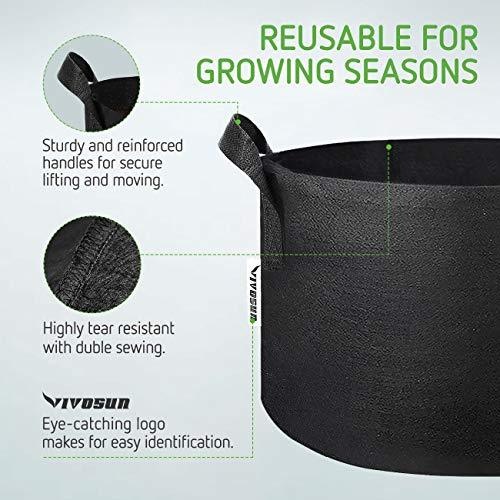 REUSABLE FOR
GROWING SEASONS
Sturdy and reinforced
handles for secure
lifting and moving.
Highly tear resistant
with duble sewing.
VIVOSUN
Eye-catching logo
makes for easy identification.
VIVOSUN